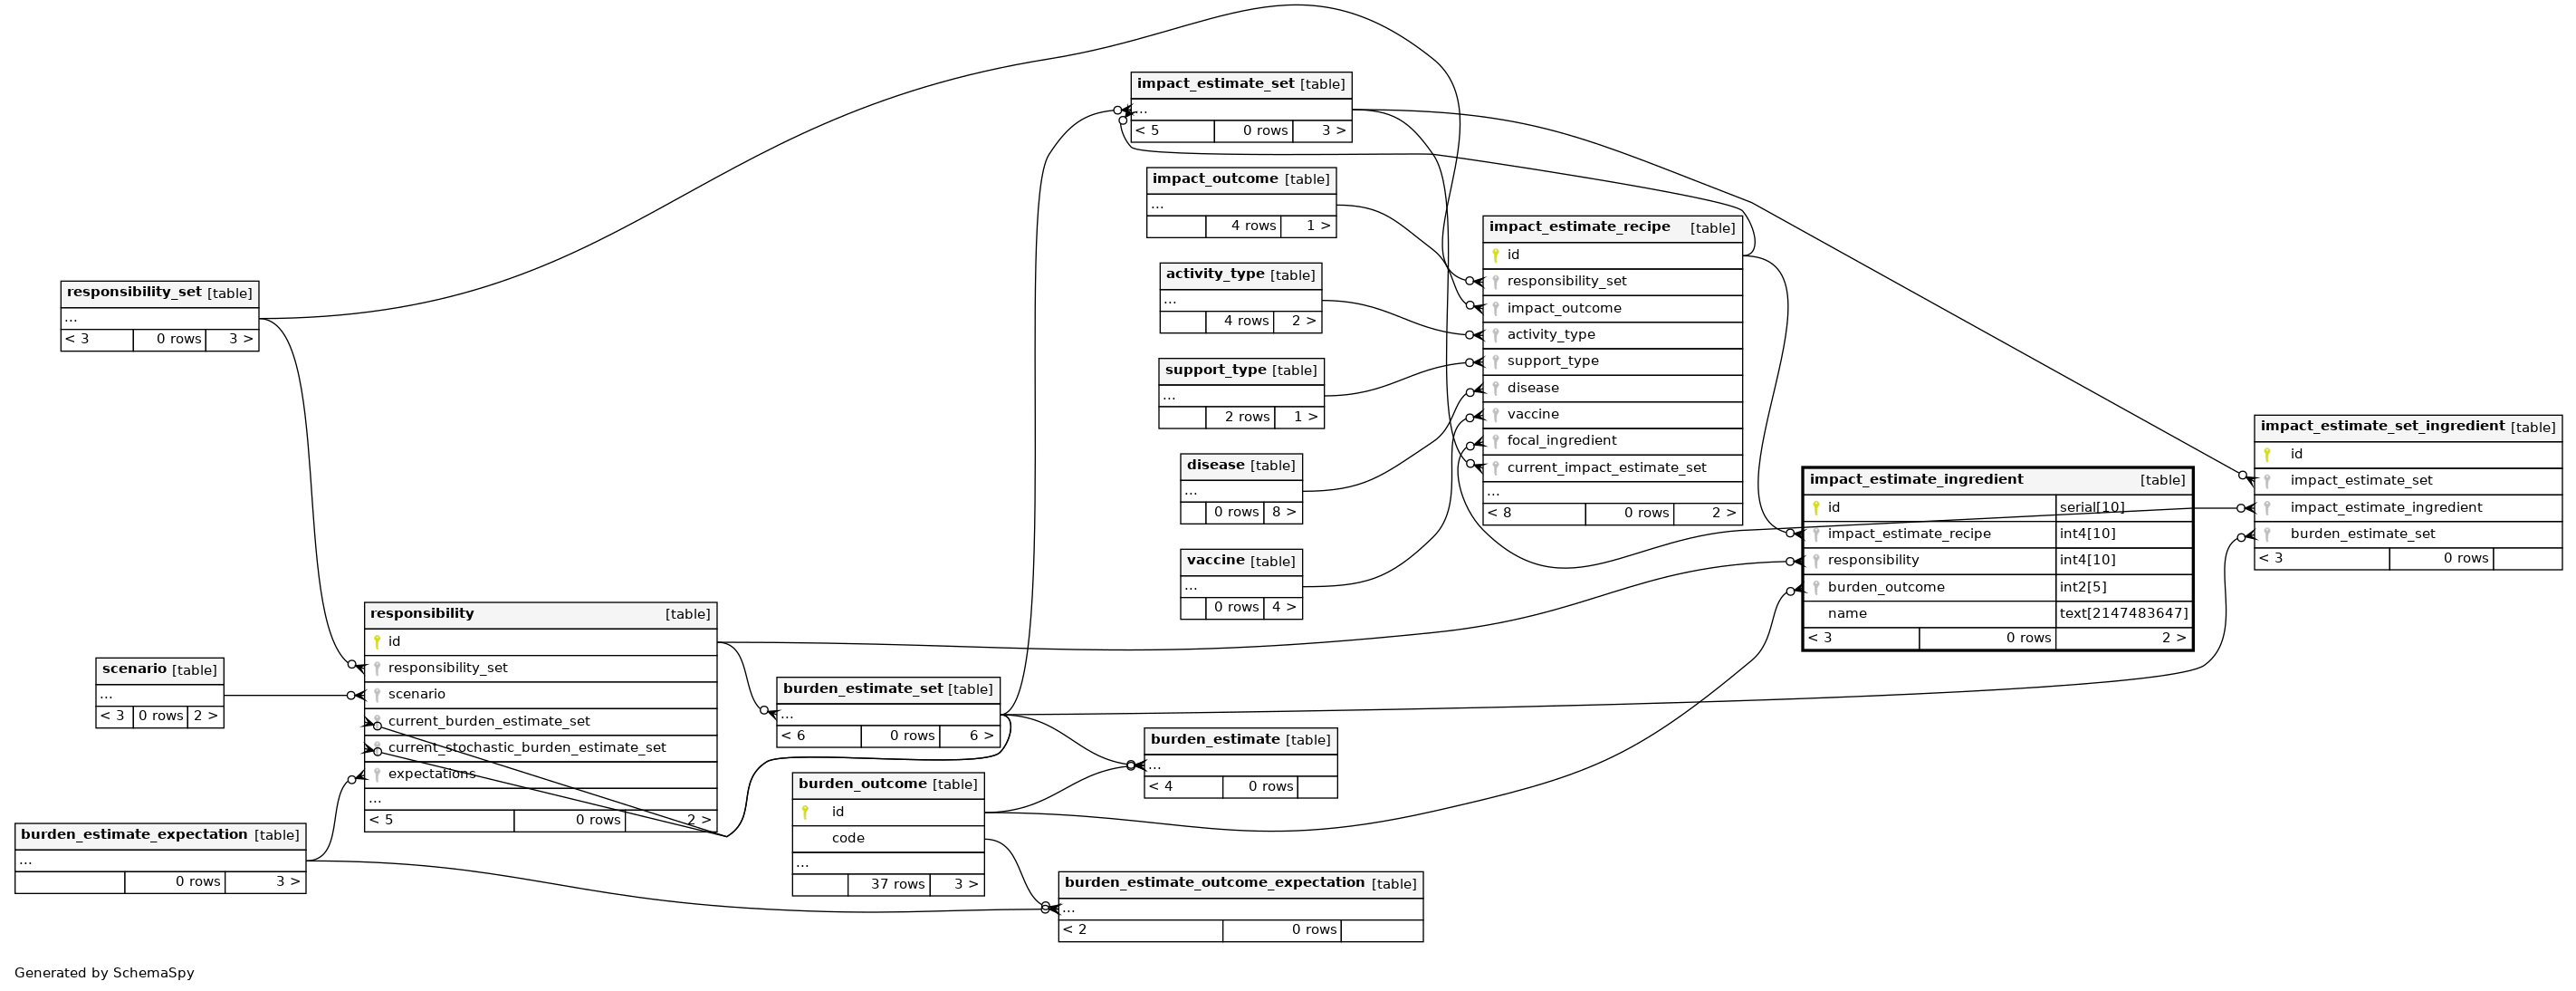 impact_estimate_set [table]
...
< 5 0 rows 3 >
impact_outcome [table]
...
4 rows 1 >
activity_type [table]
...
4 rows 2 >
support_type [table]
...
2 rows 1 >
disease [table]
...
0 rows 8 >
vaccine [table]
...
0 rows 4 >
impact_estimate_recipe [table]
id
responsibility_set
impact_outcome
activity_type
support_type
disease
vaccine
focal_ingredient
current_impact_estimate_set
...
< 8 0 rows 2 >
responsibility_set [table]
...
< 3 0 rows 3 >
impact_estimate_set_ingredient [table]
id
impact_estimate_set
impact_estimate_ingredient
burden_estimate_set
< 3 0 rows
impact_estimate_ingredient [table]
id serial[10]
impact_estimate_recipe int4[10]
responsibility int4[10]
burden_outcome int2[5]
name text[2147483647]
< 3 0 rows 2 >
responsibility [table]
id
responsibility_set
scenario
current_burden_estimate_set
current_stochastic_burden_estimate_set
expectations
...
< 5 0 rows 2 >
scenario [table]
...
< 3 0 rows 2 >
burden_estimate_set [table]
...
< 6 0 rows 6 >
burden_estimate [table]
...
< 4 0 rows
burden_outcome [table]
id
code
...
37 rows 3 >
burden_estimate_expectation [table]
...
0 rows 3 >
burden_estimate_outcome_expectation [table]
...
< 2 0 rows
Generated by SchemaSpy